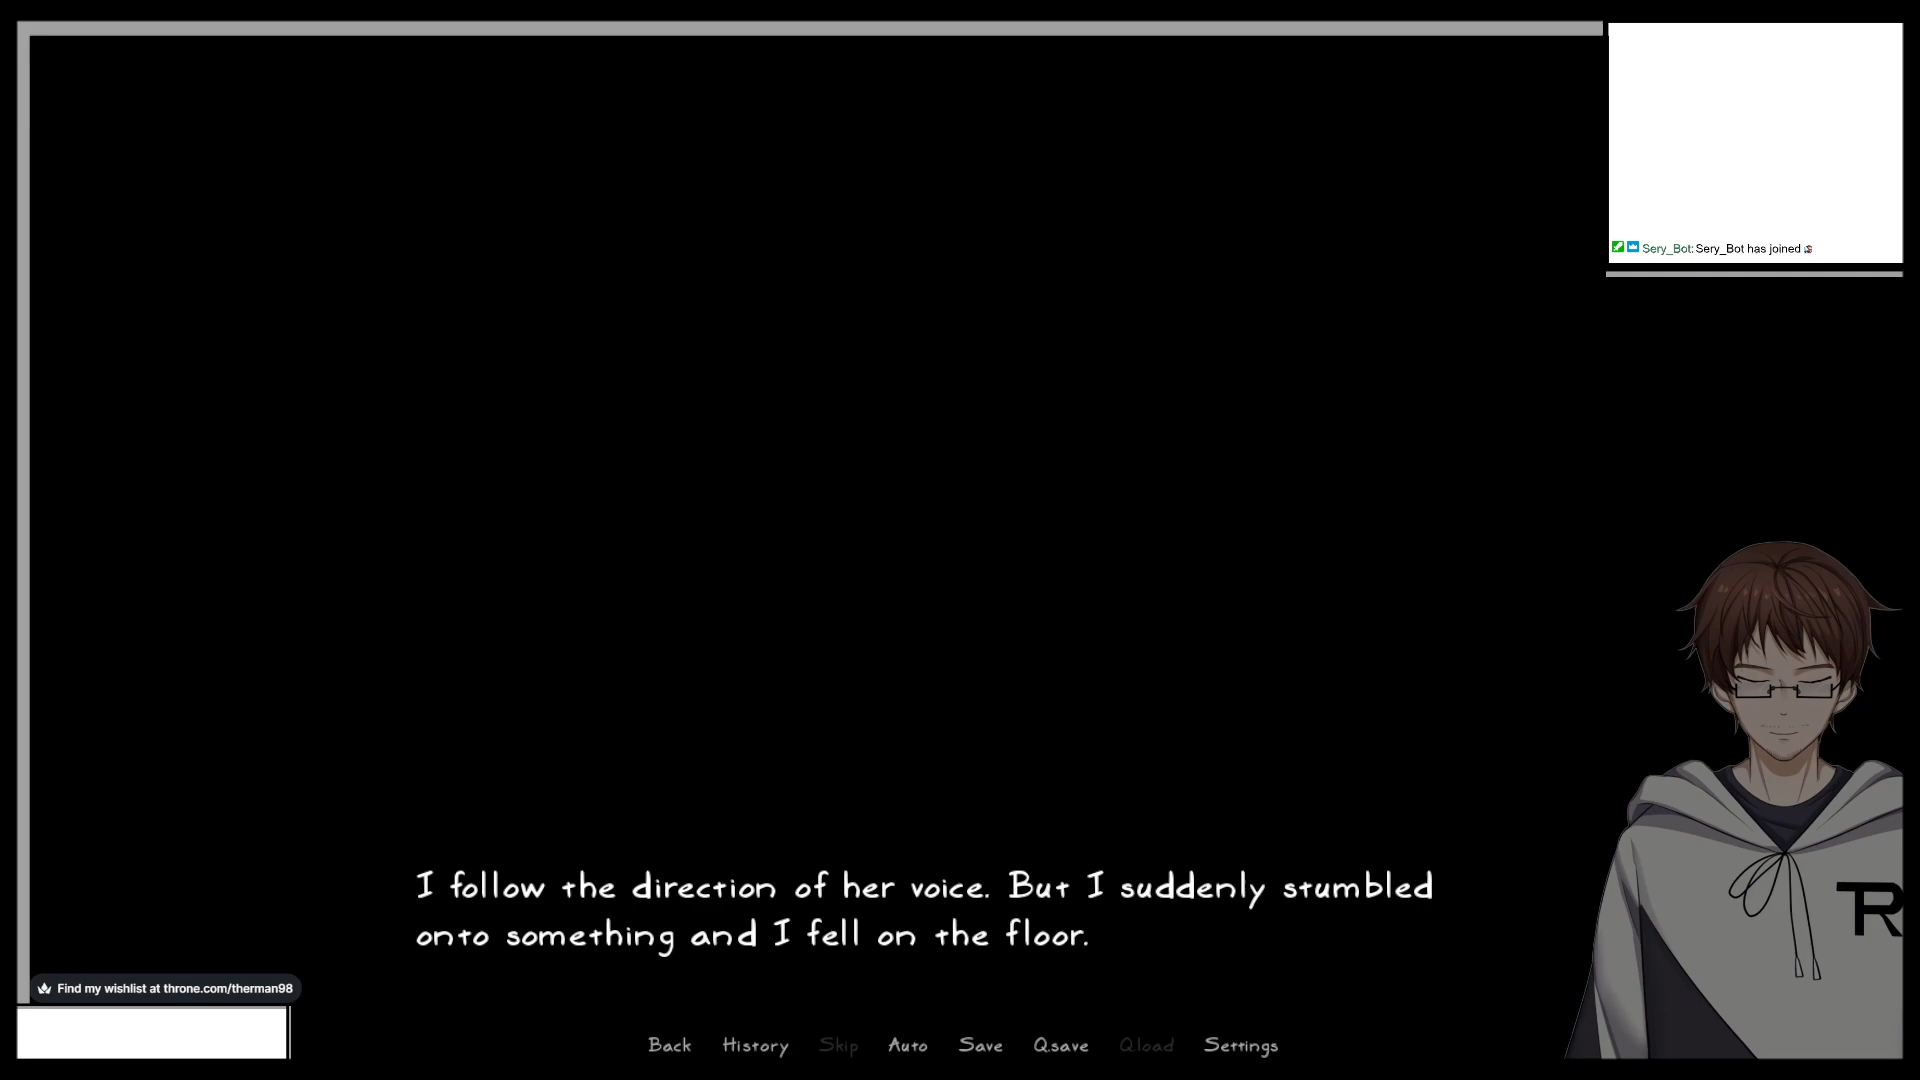 Sery_Bot: Sery_Bot has joined
TR
I follow the direction of her voice. But I suddenly stumbled
onto something and I fell on the floor.
Find my wishlist at throne.com/therman98
Back History Skip Auto Save Q.save Q.load Settings